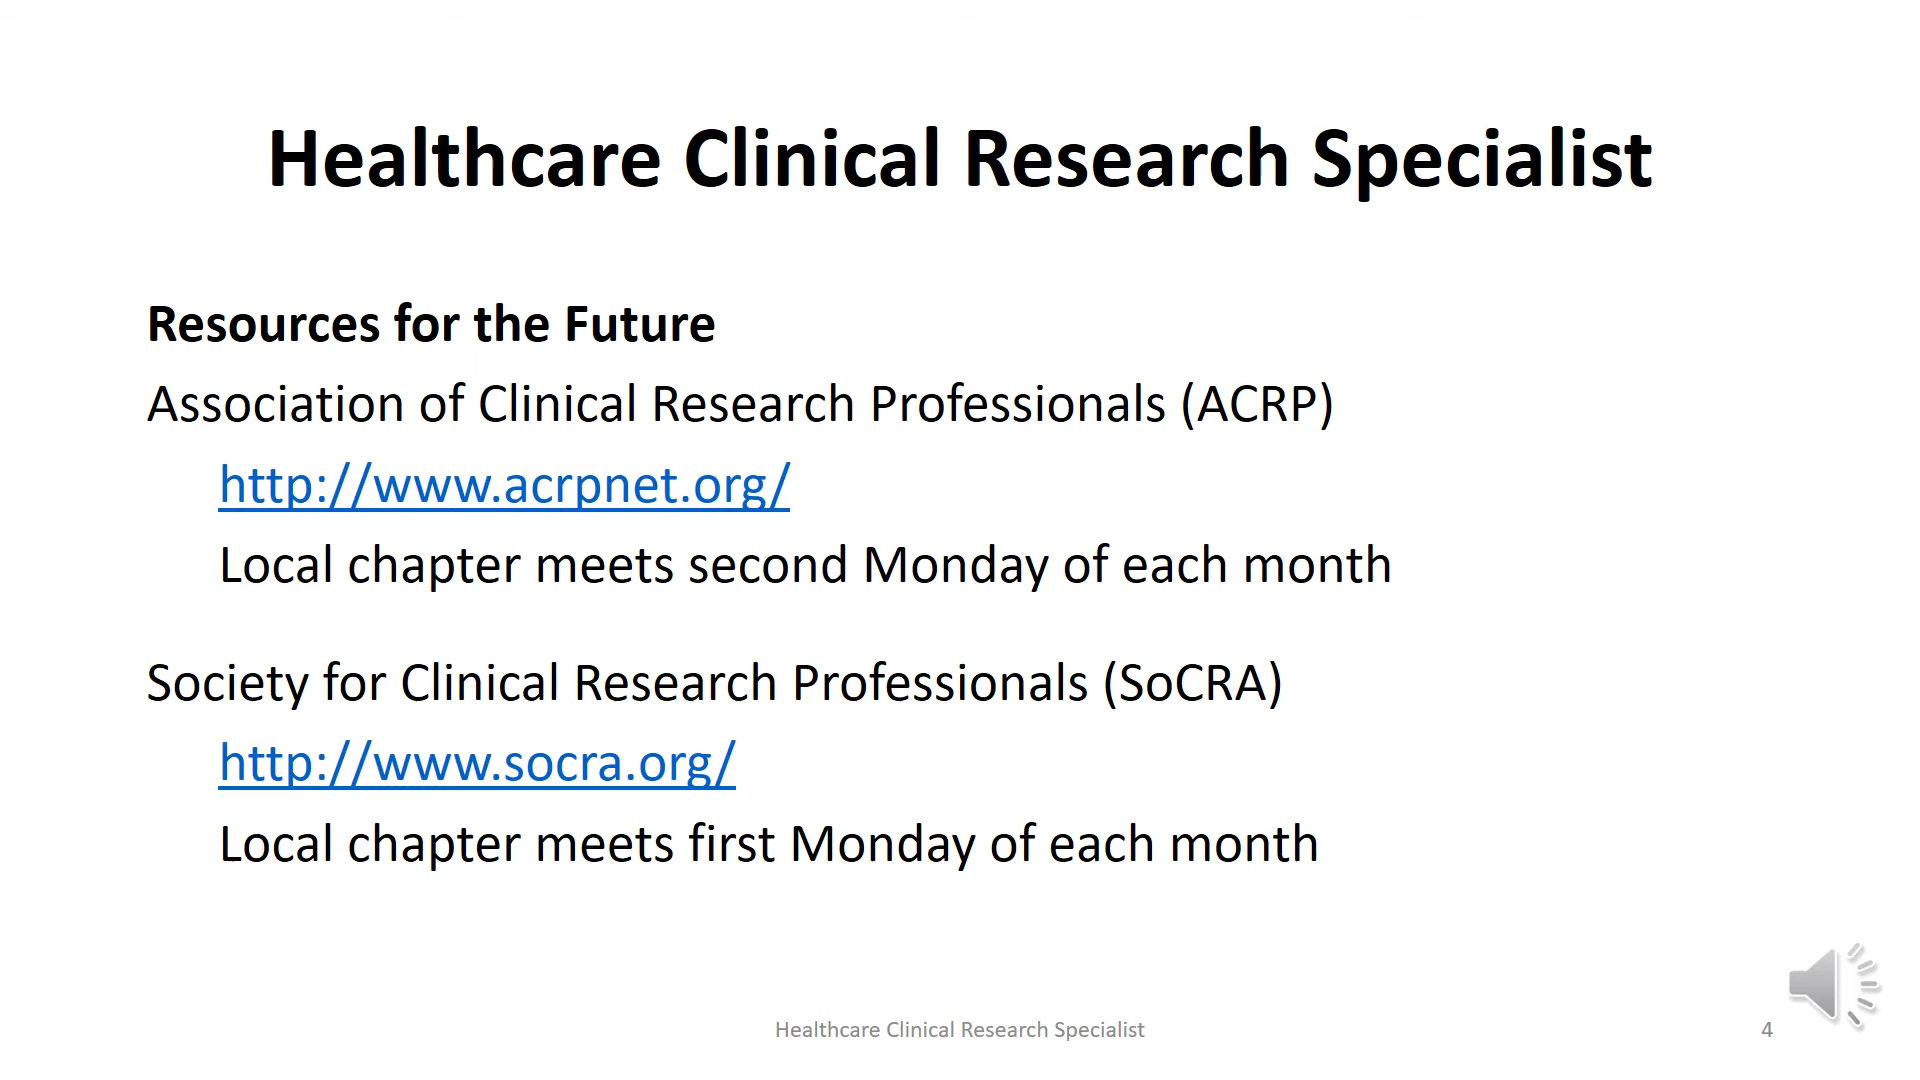 Healthcare Clinical Research Specialist
Resources for the Future
Association of Clinical Research Professionals (ACRP)
http://www.acrpnet.org/
Local chapter meets second Monday of each month
Society for Clinical Research Professionals (SoCRA)
http://www.socra.org/
Local chapter meets first Monday of each month
Healthcare Clinical Research Specialist
4